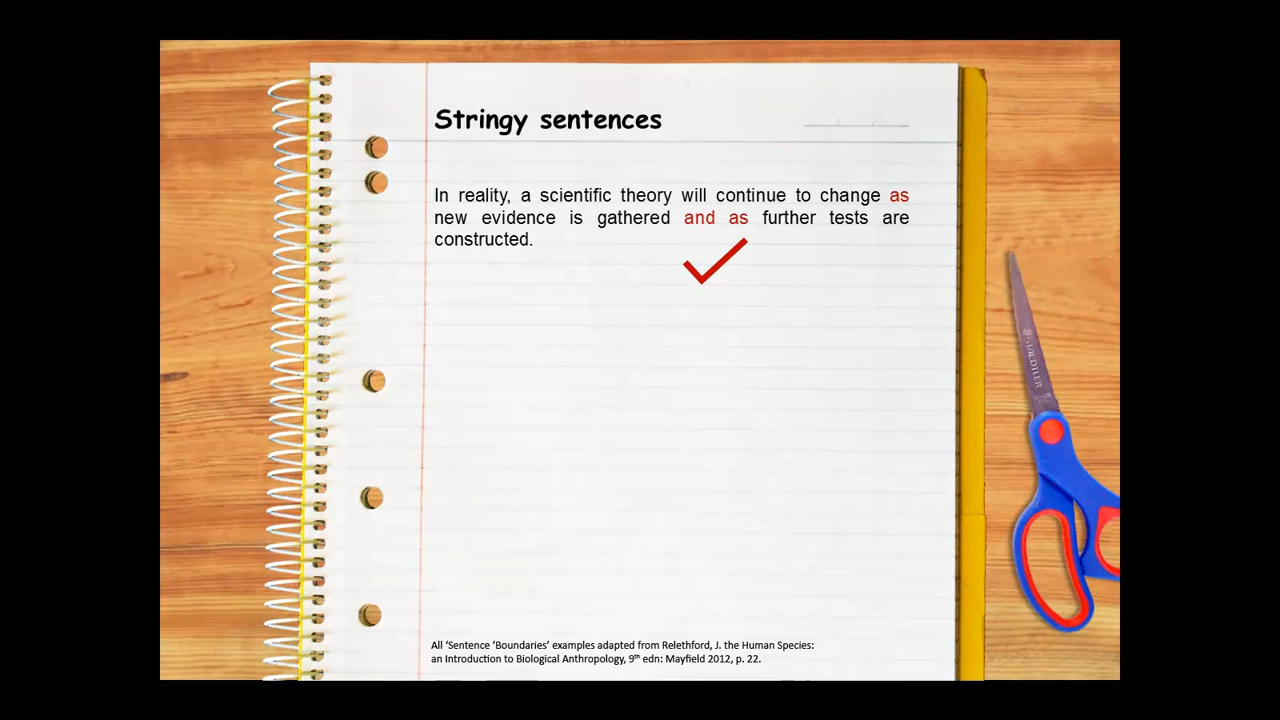 Stringy sentences
In reality, a scientific theory will continue to change as
new evidence is gathered and as further tests are
constructed.
STAEDTLER
All ‘Sentence ’Boundaries’ examples adapted from Relethford, J. the Human Species:
an Introduction to Biological Anthropology, 9th edn: Mayfield 2012, p. 22.